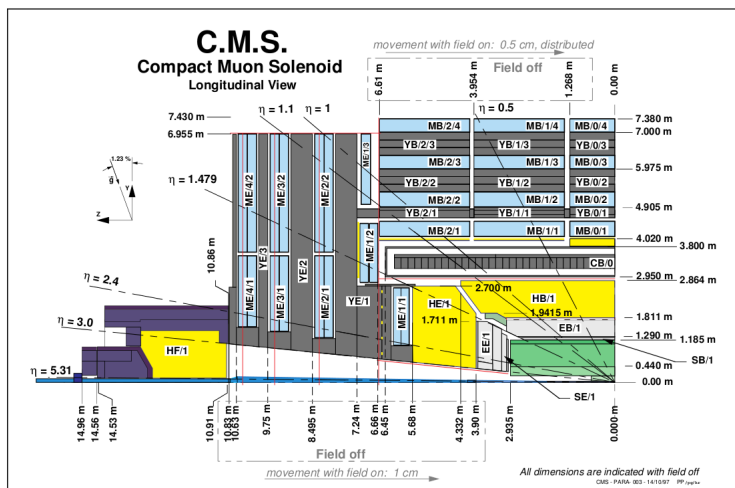 C.M.S.
Compact Muon Solenoid
Longitudinal View
movement with field on: 0.5 cm, distributed
Field off
6.61 m
3.954 m
1.268 m
0.00 m
η = 1.1
η = 1
η = 0.5
7.430 m
6.955 m
7.380 m
7.000 m
5.975 m
4.905 m
4.020 m
3.800 m
2.950 m
2.864 m
1.811 m
1.290 m
1.185 m
0.440 m
0.00 m
1.23 %
g
Y
Z
η = 1.479
η = 2.4
η = 3.0
η = 5.31
10.86 m
MB/2/4
MB/1/4
MB/0/4
YB/2/3
YB/1/3
YB/0/3
MB/2/3
MB/1/3
MB/0/3
YB/2/2
YB/1/2
YB/0/2
MB/2/2
MB/1/2
MB/0/2
YB/2/1
YB/1/1
YB/0/1
MB/2/1
MB/1/1
MB/0/1
CB/0
ME/4/2
ME/3/2
ME/2/2
ME/1/3
YE/3
YE/2
ME/1/2
ME/4/1
ME/3/1
ME/2/1
YE/1
ME/1/1
HE/1
HB/1
2.700 m
1.9415 m
1.711 m
EB/1
EE/1
SB/1
SE/1
HF/1
14.96 m
14.56 m
14.53 m
10.91 m
10.83 m
10.63 m
9.75 m
8.495 m
7.24 m
6.66 m
6.45 m
5.68 m
4.332 m
3.90 m
2.935 m
0.000 m
Field off
movement with field on: 1 cm
All dimensions are indicated with field off
CMS - PARA- 003 - 14/10/97 PP